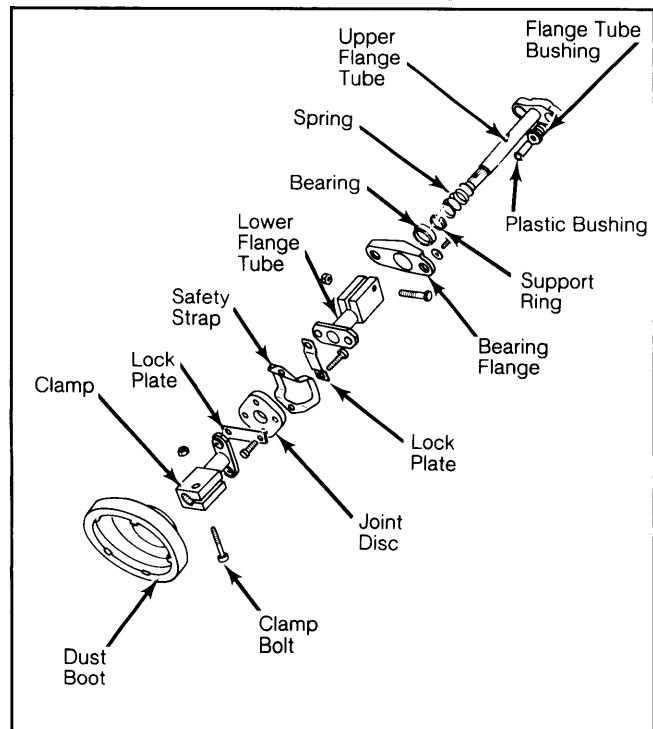 Upper
Flange
Tube
Flange Tube
Bushing
Spring
Bearing
Plastic Bushing
Lower
Flange
Tube
Support
Ring
Safety
Strap
Bearing
Flange
Lock
Plate
Clamp
Lock
Plate
Joint
Disc
Clamp
Bolt
Dust
Boot